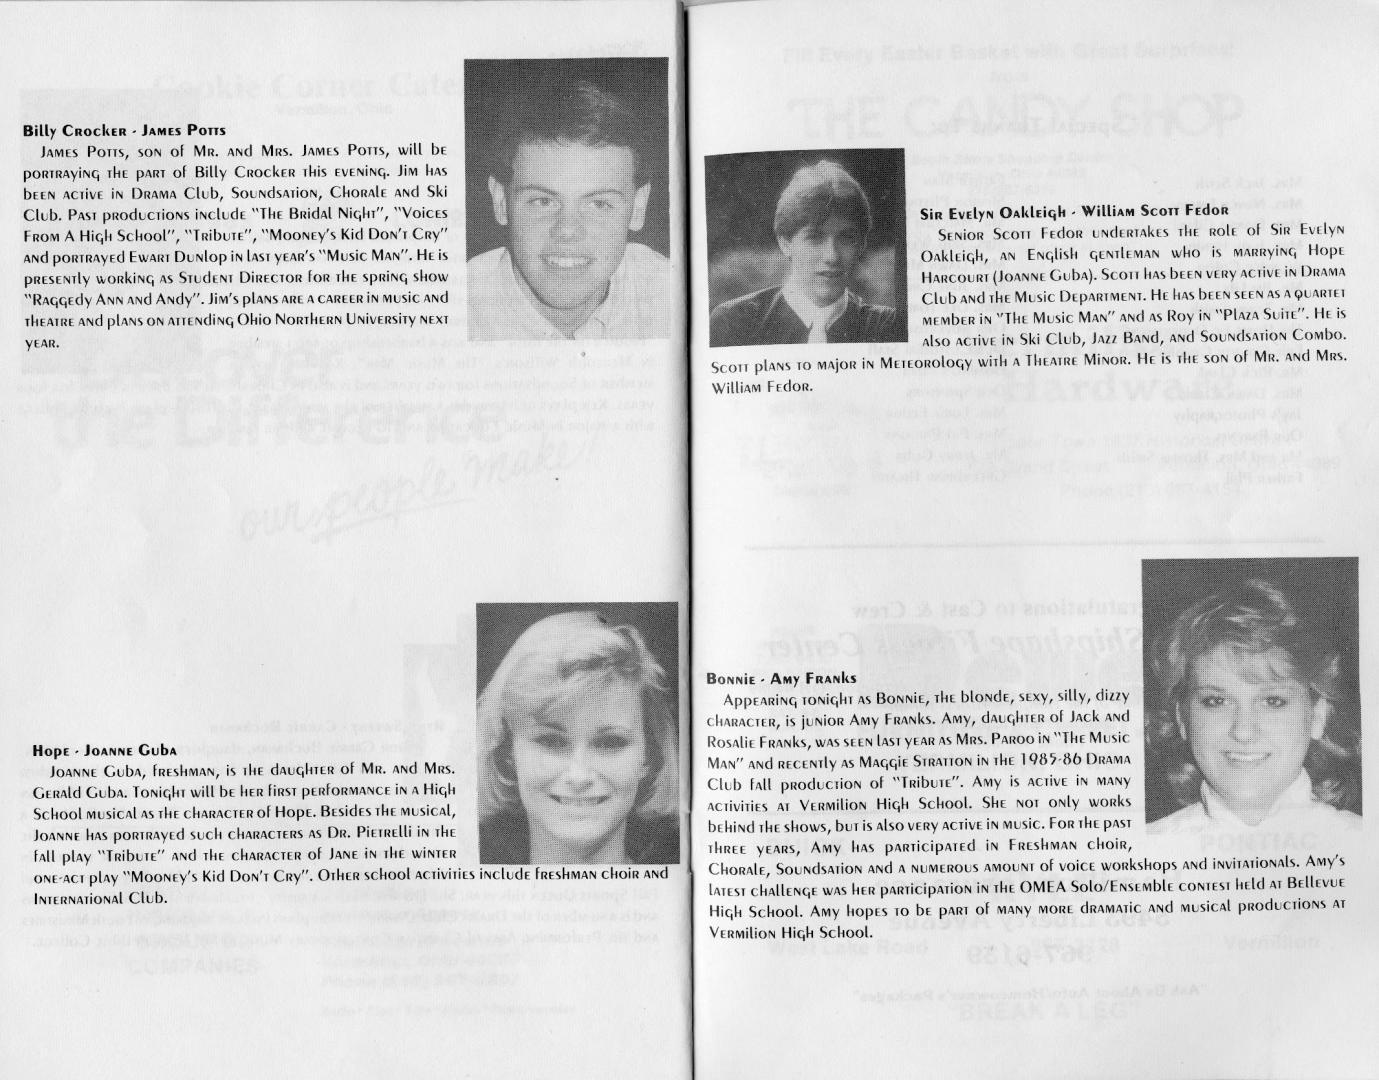 Billy Crocker - James Potts
James Potts, son of Mr. and Mrs. James Potts, will be
portraying the part of Billy Crocker this evening. Jim has
been active in Drama Club, Soundsation, Chorale and Ski
Club. Past productions include "The Bridal Night", "Voices
From A High School", "Tribute", "Mooney's Kid Don't Cry"
and portrayed Ewart Dunlop in last year's "Music Man". He is
presently working as Student Director for the spring show
"Raggedy Ann and Andy". Jim's plans are a career in music and
theatre and plans on attending Ohio Northern University next
year.
Hope - Joanne Guba
Joanne Guba, freshman, is the daughter of Mr. and Mrs.
Gerald Guba. Tonight will be her first performance in a High
School musical as the character of Hope. Besides the musical,
Joanne has portrayed such characters as Dr. Pietrelli in the
fall play "Tribute" and the character of Jane in the winter
one-act play "Mooney's Kid Don't Cry". Other school activities include freshman choir and
International Club.
Sir Evelyn Oakleigh - William Scott Fedor
Senior Scott Fedor undertakes the role of Sir Evelyn
Oakleigh, an English gentleman who is marrying Hope
Harcourt (Joanne Guba). Scott has been very active in Drama
Club and the Music Department. He has been seen as a quartet
member in "The Music Man" and as Roy in "Plaza Suite". He is
also active in Ski Club, Jazz Band, and Soundsation Combo.
Scott plans to major in Meteorology with a Theatre Minor. He is the son of Mr. and Mrs.
William Fedor.
Bonnie - Amy Franks
Appearing tonight as Bonnie, the blonde, sexy, silly, dizzy
character, is junior Amy Franks. Amy, daughter of Jack and
Rosalie Franks, was seen last year as Mrs. Paroo in "The Music
Man" and recently as Maggie Stratton in the 1985-86 Drama
Club fall production of "Tribute". Amy is active in many
activities at Vermilion High School. She not only works
behind the shows, but is also very active in music. For the past
three years, Amy has participated in Freshman choir,
Chorale, Soundsation and a numerous amount of voice workshops and invitationals. Amy's
latest challenge was her participation in the OMEA Solo/Ensemble contest held at Bellevue
High School. Amy hopes to be part of many more dramatic and musical productions at
Vermilion High School.